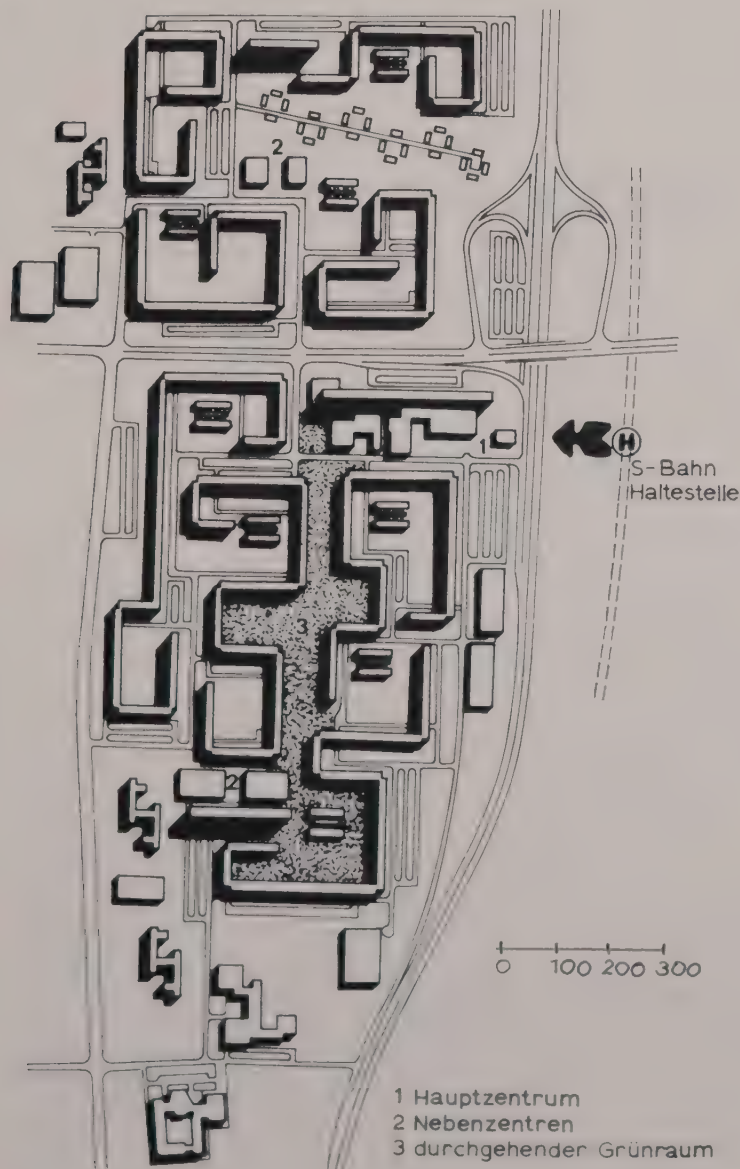 2
1
H
S-Bahn
Haltestelle
3
2
0 100 200 300
1 Hauptzentrum
2 Nebenzentren
3 durchgehender Grünraum